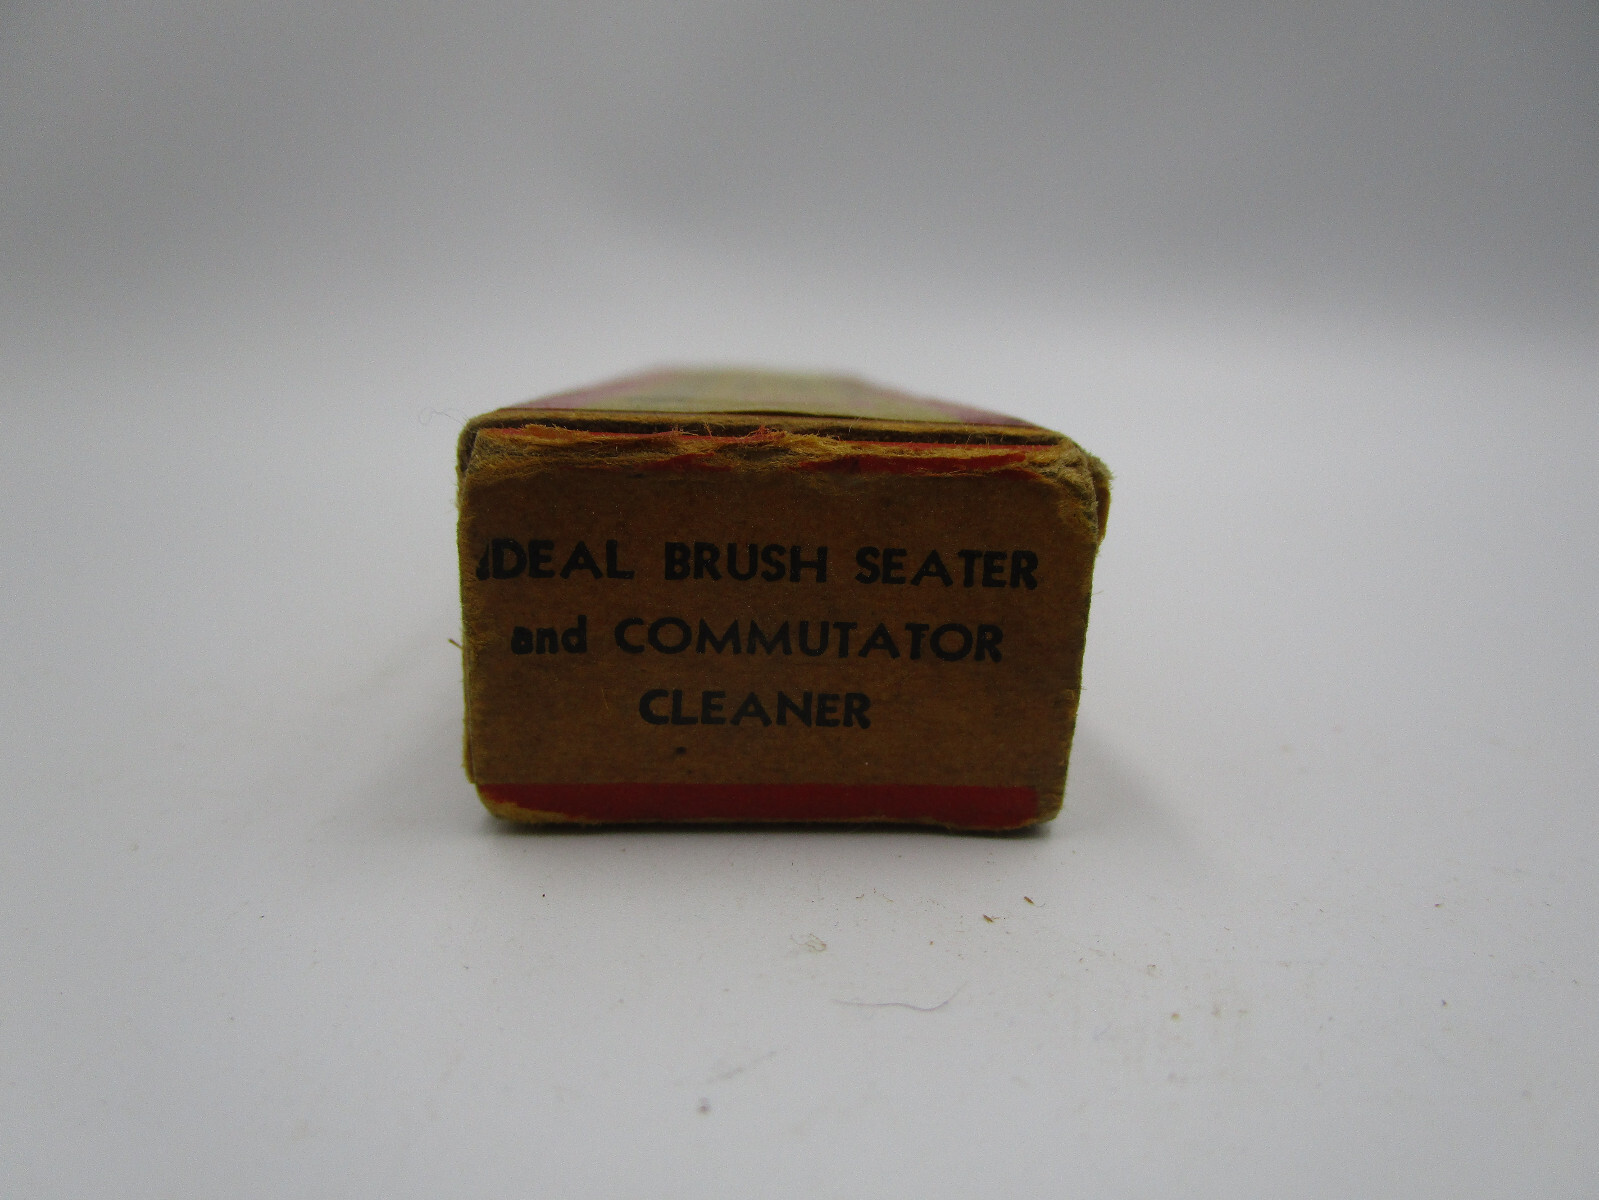 IDEAL BRUSH SEATER
and COMMUTATOR
CLEANER